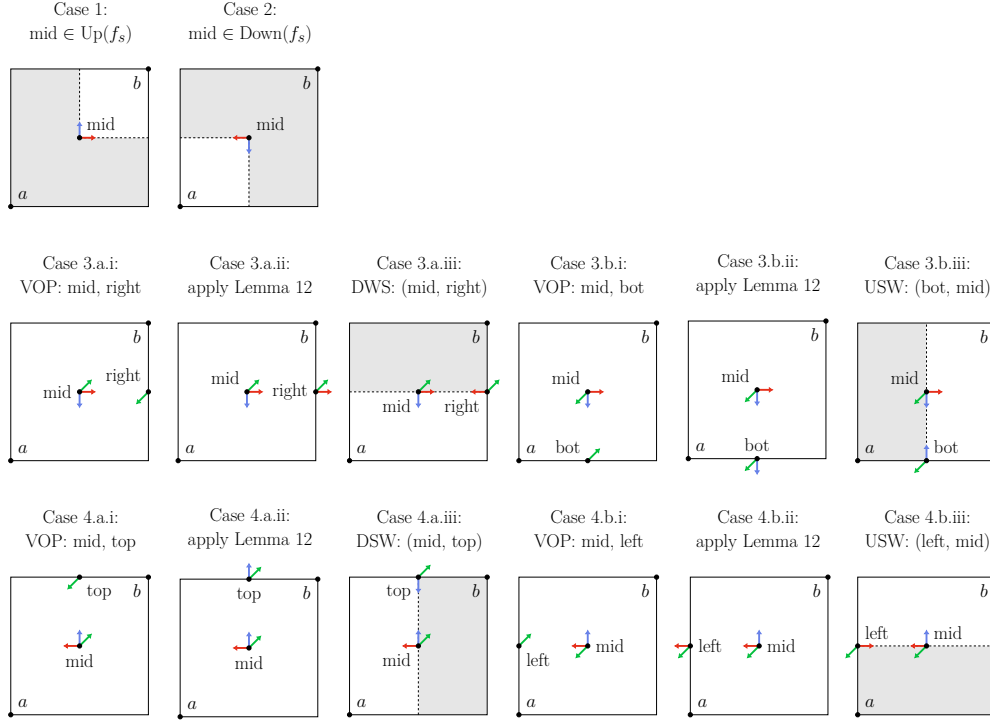 Case 1:
mid ∈ Up(f_s)
Case 2:
mid ∈ Down(f_s)
b
mid
a
b
mid
a
Case 3.a.i:
VOP: mid, right
Case 3.a.ii:
apply Lemma 12
Case 3.a.iii:
DWS: (mid, right)
Case 3.b.i:
VOP: mid, bot
Case 3.b.ii:
apply Lemma 12
Case 3.b.iii:
USW: (bot, mid)
b
right
mid
a
b
mid
right
a
b
mid
right
a
b
mid
bot
a
b
mid
bot
a
b
mid
bot
a
Case 4.a.i:
VOP: mid, top
Case 4.a.ii:
apply Lemma 12
Case 4.a.iii:
DSW: (mid, top)
Case 4.b.i:
VOP: mid, left
Case 4.b.ii:
apply Lemma 12
Case 4.b.iii:
USW: (left, mid)
b
top
mid
a
b
top
mid
a
b
top
mid
a
b
mid
left
a
b
left
mid
a
b
left
mid
a